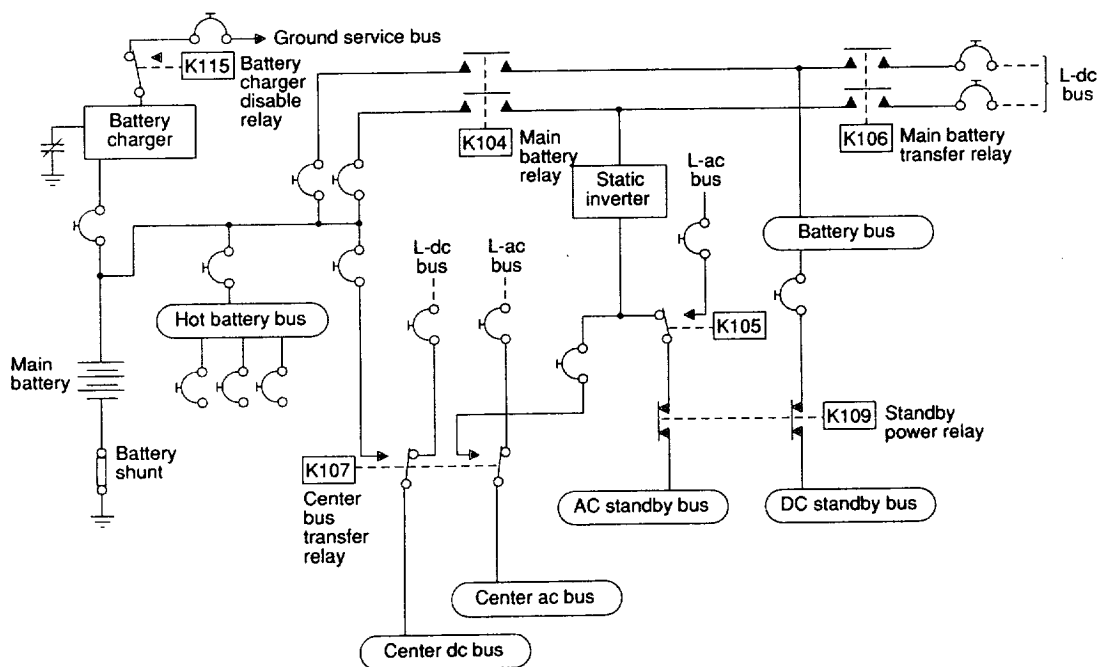 Ground service bus
K115
Battery
charger
disable
relay
Battery
charger
K104
Main
battery
relay
K106
Main battery
transfer relay
L-dc
bus
Static
inverter
L-ac
bus
Battery bus
L-dc
bus
L-ac
bus
Hot battery bus
K105
Main
battery
K109
Standby
power relay
Battery
shunt
K107
Center
bus
transfer
relay
AC standby bus
DC standby bus
Center ac bus
Center dc bus